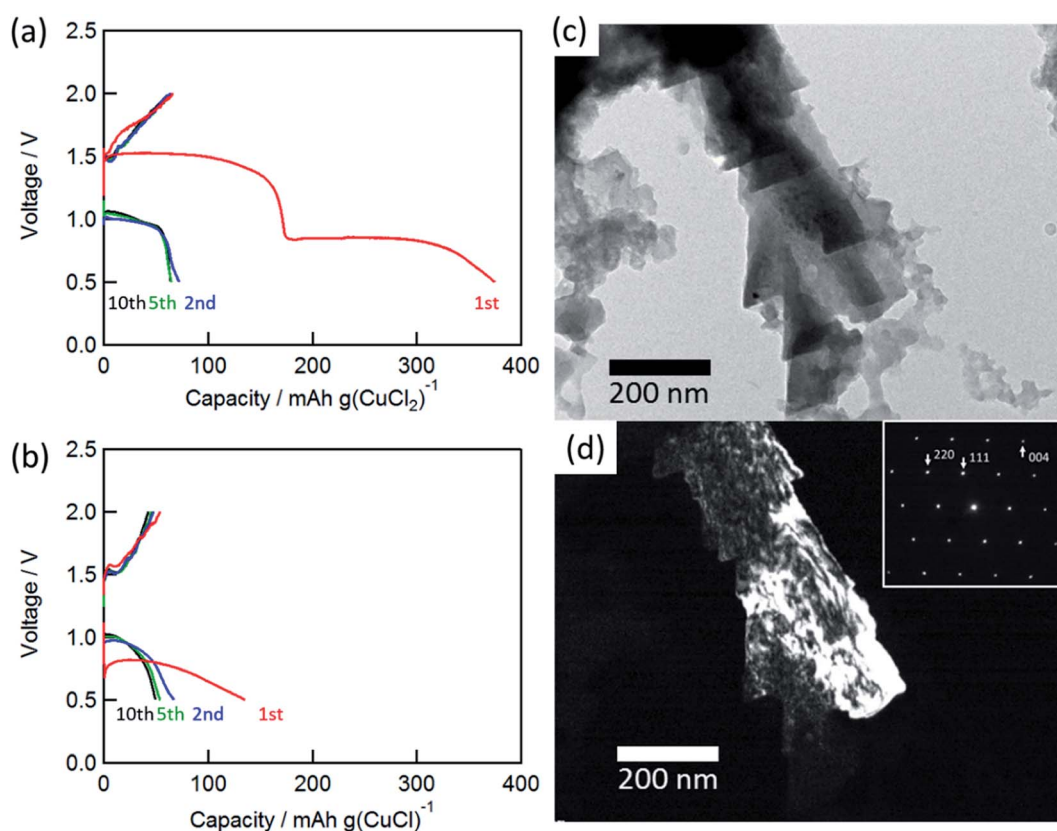 (a)
2.5
2.0
1.5
1.0
0.5
0.0
Voltage / V
10th 5th 2nd
1st
0
100
200
300
400
Capacity / mAh g(CuCl₂)⁻¹
(b)
2.5
2.0
1.5
1.0
0.5
0.0
Voltage / V
10th 5th 2nd
1st
0
100
200
300
400
Capacity / mAh g(CuCl)⁻¹
(c)
200 nm
(d)
220
111
004
200 nm